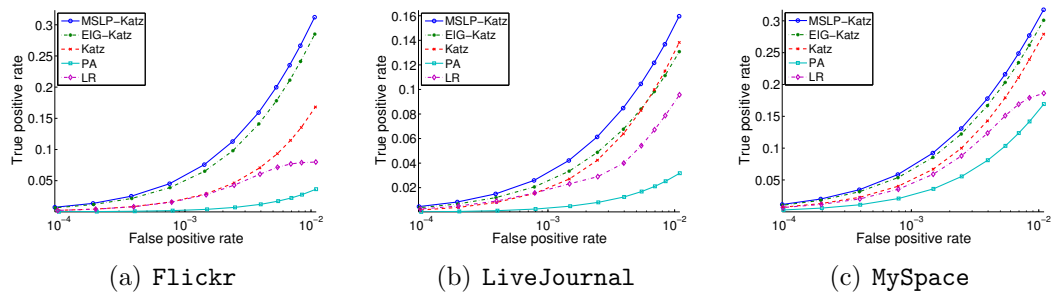 MSLP-Katz
EIG-Katz
Katz
PA
LR
True positive rate
0.3
0.25
0.2
0.15
0.1
0.05
10^-4
10^-3
10^-2
False positive rate
(a) Flickr
MSLP-Katz
EIG-Katz
Katz
PA
LR
True positive rate
0.16
0.14
0.12
0.1
0.08
0.06
0.04
0.02
10^-4
10^-3
10^-2
False positive rate
(b) LiveJournal
MSLP-Katz
EIG-Katz
Katz
PA
LR
True positive rate
0.3
0.25
0.2
0.15
0.1
0.05
10^-4
10^-3
10^-2
False positive rate
(c) MySpace